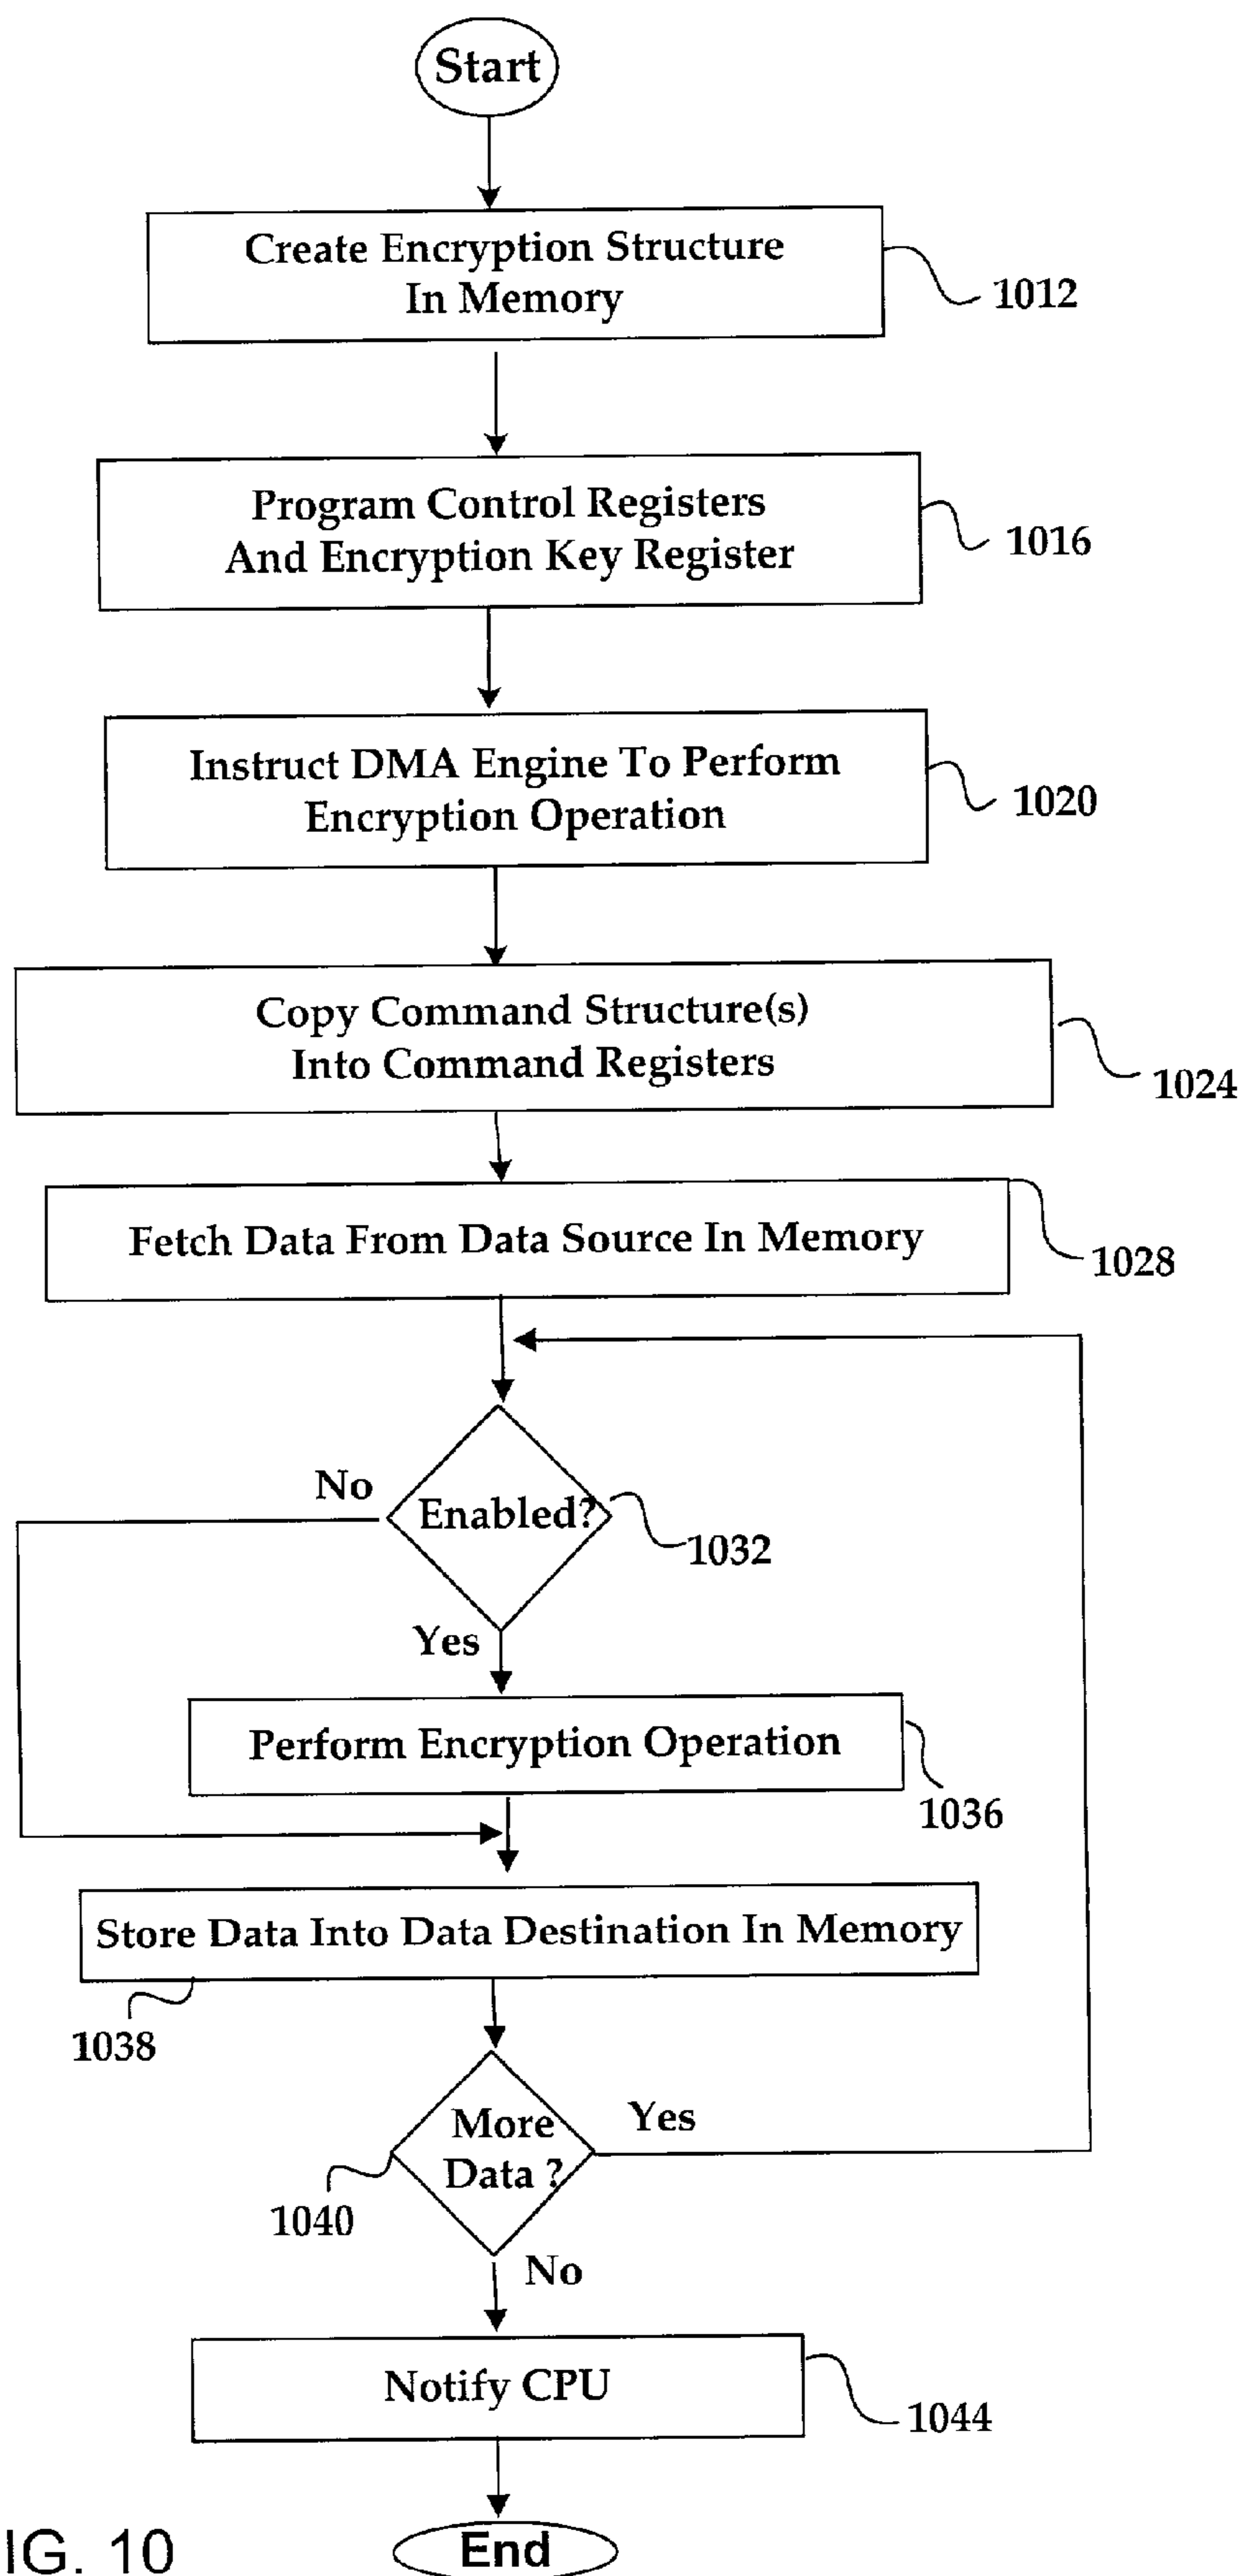 Start
Create Encryption Structure
In Memory
1012
Program Control Registers
And Encryption Key Register
1016
Instruct DMA Engine To Perform
Encryption Operation
1020
Copy Command Structure(s)
Into Command Registers
1024
Fetch Data From Data Source In Memory
1028
No
Enabled?
1032
Yes
Perform Encryption Operation
1036
Store Data Into Data Destination In Memory
1038
More
Data ?
Yes
1040
No
Notify CPU
1044
End
IG. 10